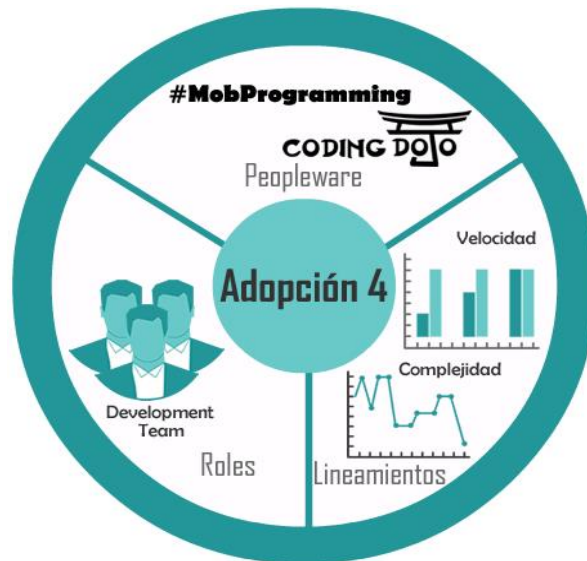 #MobProgramming
CODING DOJO
Peopleware
Adopción 4
Velocidad
Complejidad
Lineamientos
Development
Team
Roles